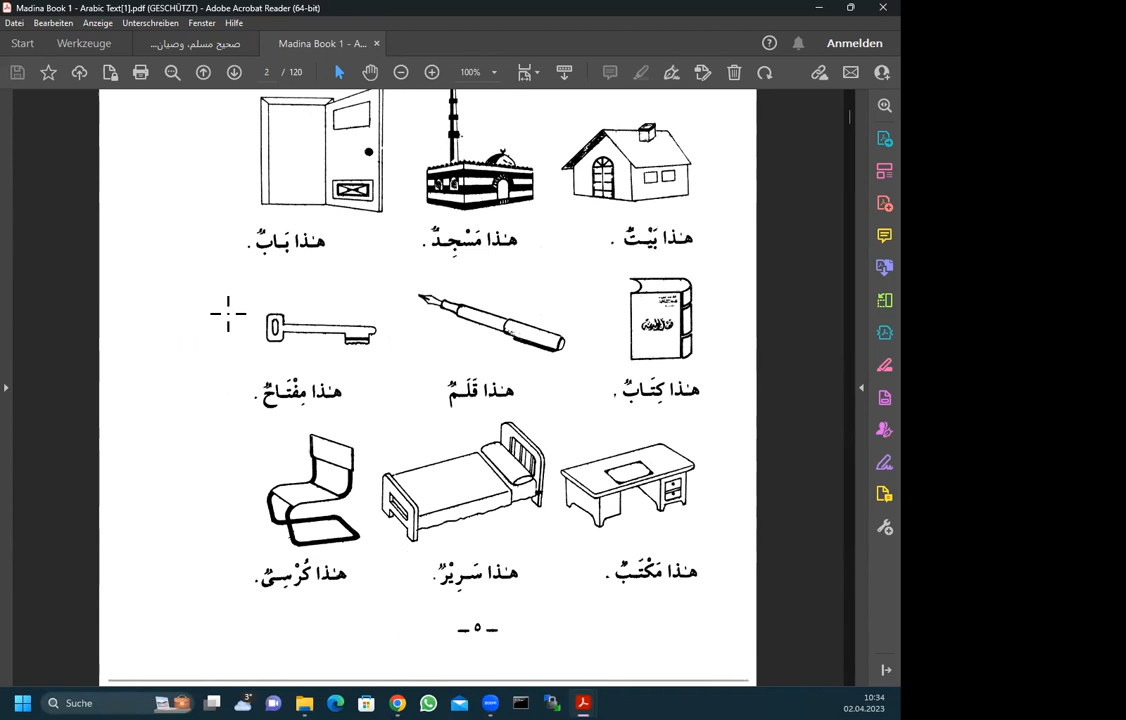 Madina Book 1 - Arabic Text[1].pdf (GESCHÜTZT) - Adobe Acrobat Reader (64-bit)
Datei Bearbeiten Anzeige Unterschreiben Fenster Hilfe
Start Werkzeuge صحيح مسلم، وصيان... Madina Book 1 - A... × Anmelden
2 / 120 100%
هٰذا بَيْتٌ . هٰذا مَسْجِدٌ . هٰذا بَابٌ .
هٰذا كِتَابٌ . هٰذا قَلَمٌ هٰذا مِفْتَاحٌ .
هٰذا مَكْتَبٌ . هٰذا سَرِيْرٌ. هٰذا كُرْسِيٌّ.
– ٥ –
Suche 3° zoom 10:34
02.04.2023